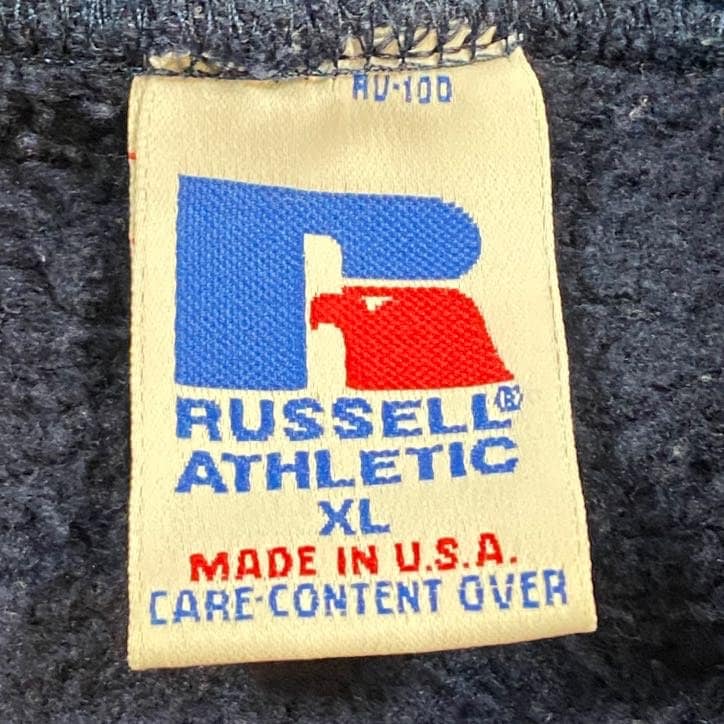 RU-100
RUSSELL®
ATHLETIC
XL
MADE IN U.S.A.
CARE-CONTENT OVER